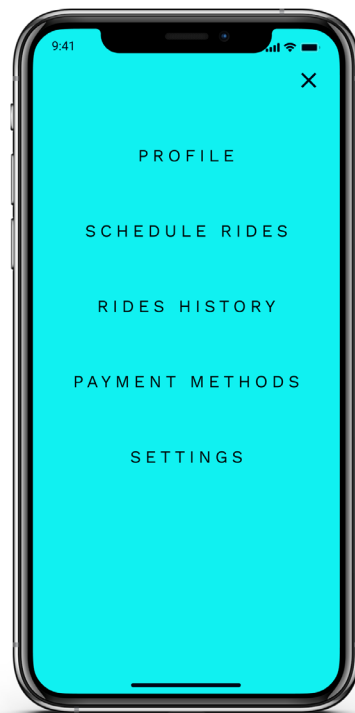 9:41
PROFILE
SCHEDULE RIDES
RIDES HISTORY
PAYMENT METHODS
SETTINGS